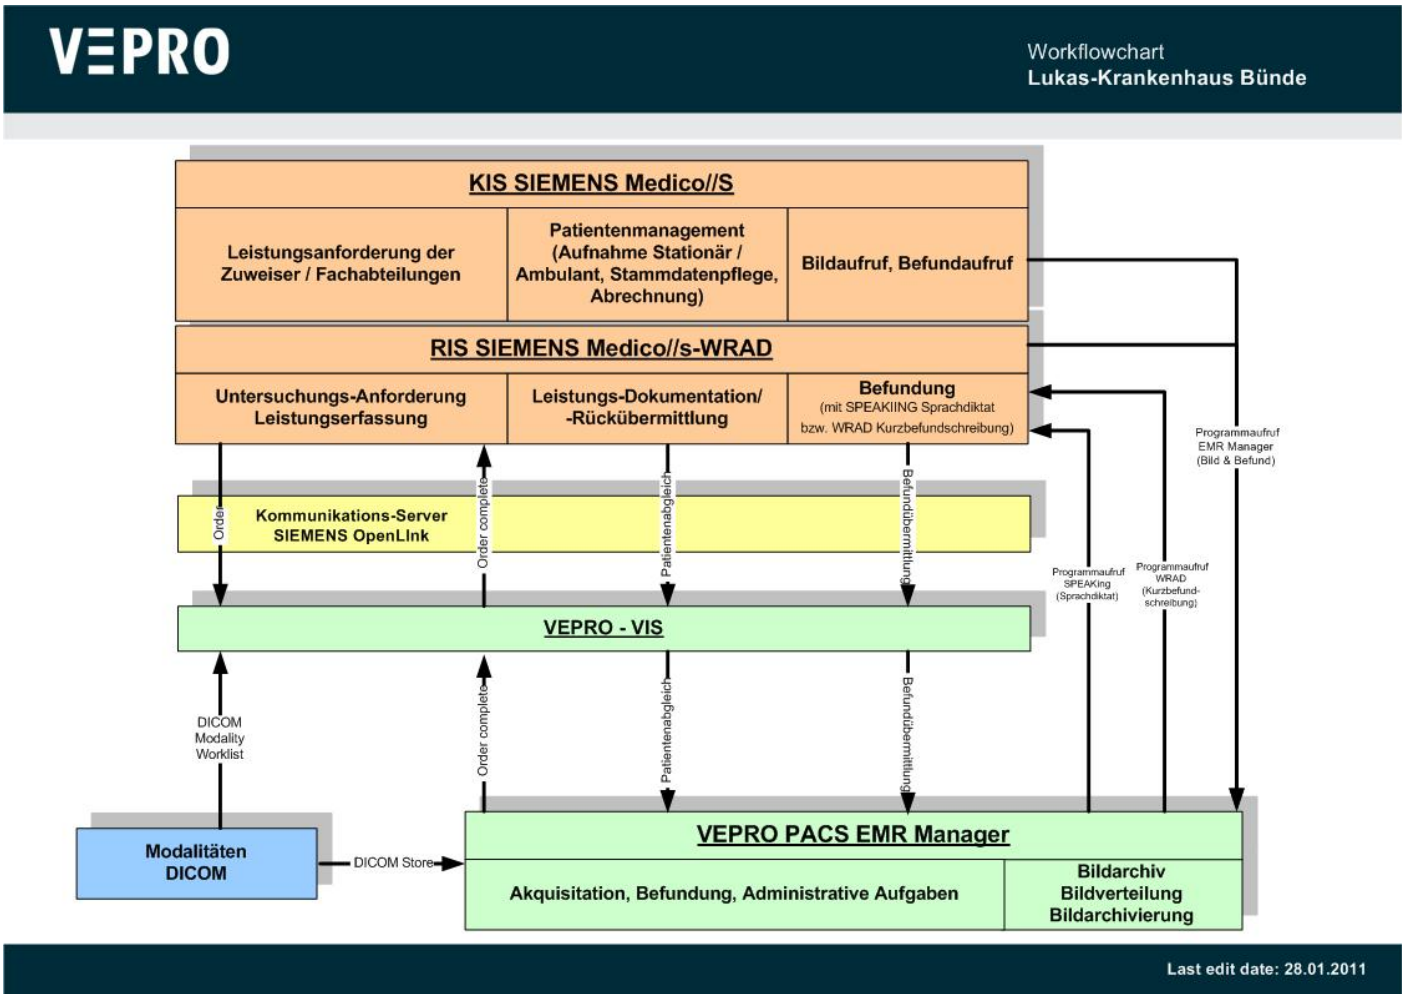 VEPRO
Workflowchart
Lukas-Krankenhaus Bünde
KIS SIEMENS Medico//S
Leistungsanforderung der
Zuweiser / Fachabteilungen
Patientenmanagement
(Aufnahme Stationär /
Ambulant, Stammdatenpflege,
Abrechnung)
Bildaufruf, Befundaufruf
RIS SIEMENS Medico//s-WRAD
Untersuchungs-Anforderung
Leistungserfassung
Leistungs-Dokumentation/
-Rückübermittlung
Befundung
(mit SPEAKIING Sprachdiktat
bzw. WRAD Kurzbefundschreibung)
Programmaufruf
EMR Manager
(Bild & Befund)
Order
Order complete
Patientenabgleich
Befundübermittlung
Kommunikations-Server
SIEMENS OpenLInk
Programmaufruf
SPEAKing
(Sprachdiktat)
Programmaufruf
WRAD
(Kurzbefund-
schreibung)
VEPRO - VIS
DICOM
Modality
Worklist
Order complete
Patientenabgleich
Befundübermittlung
Modalitäten
DICOM
DICOM Store
VEPRO PACS EMR Manager
Akquisitation, Befundung, Administrative Aufgaben
Bildarchiv
Bildverteilung
Bildarchivierung
Last edit date: 28.01.2011